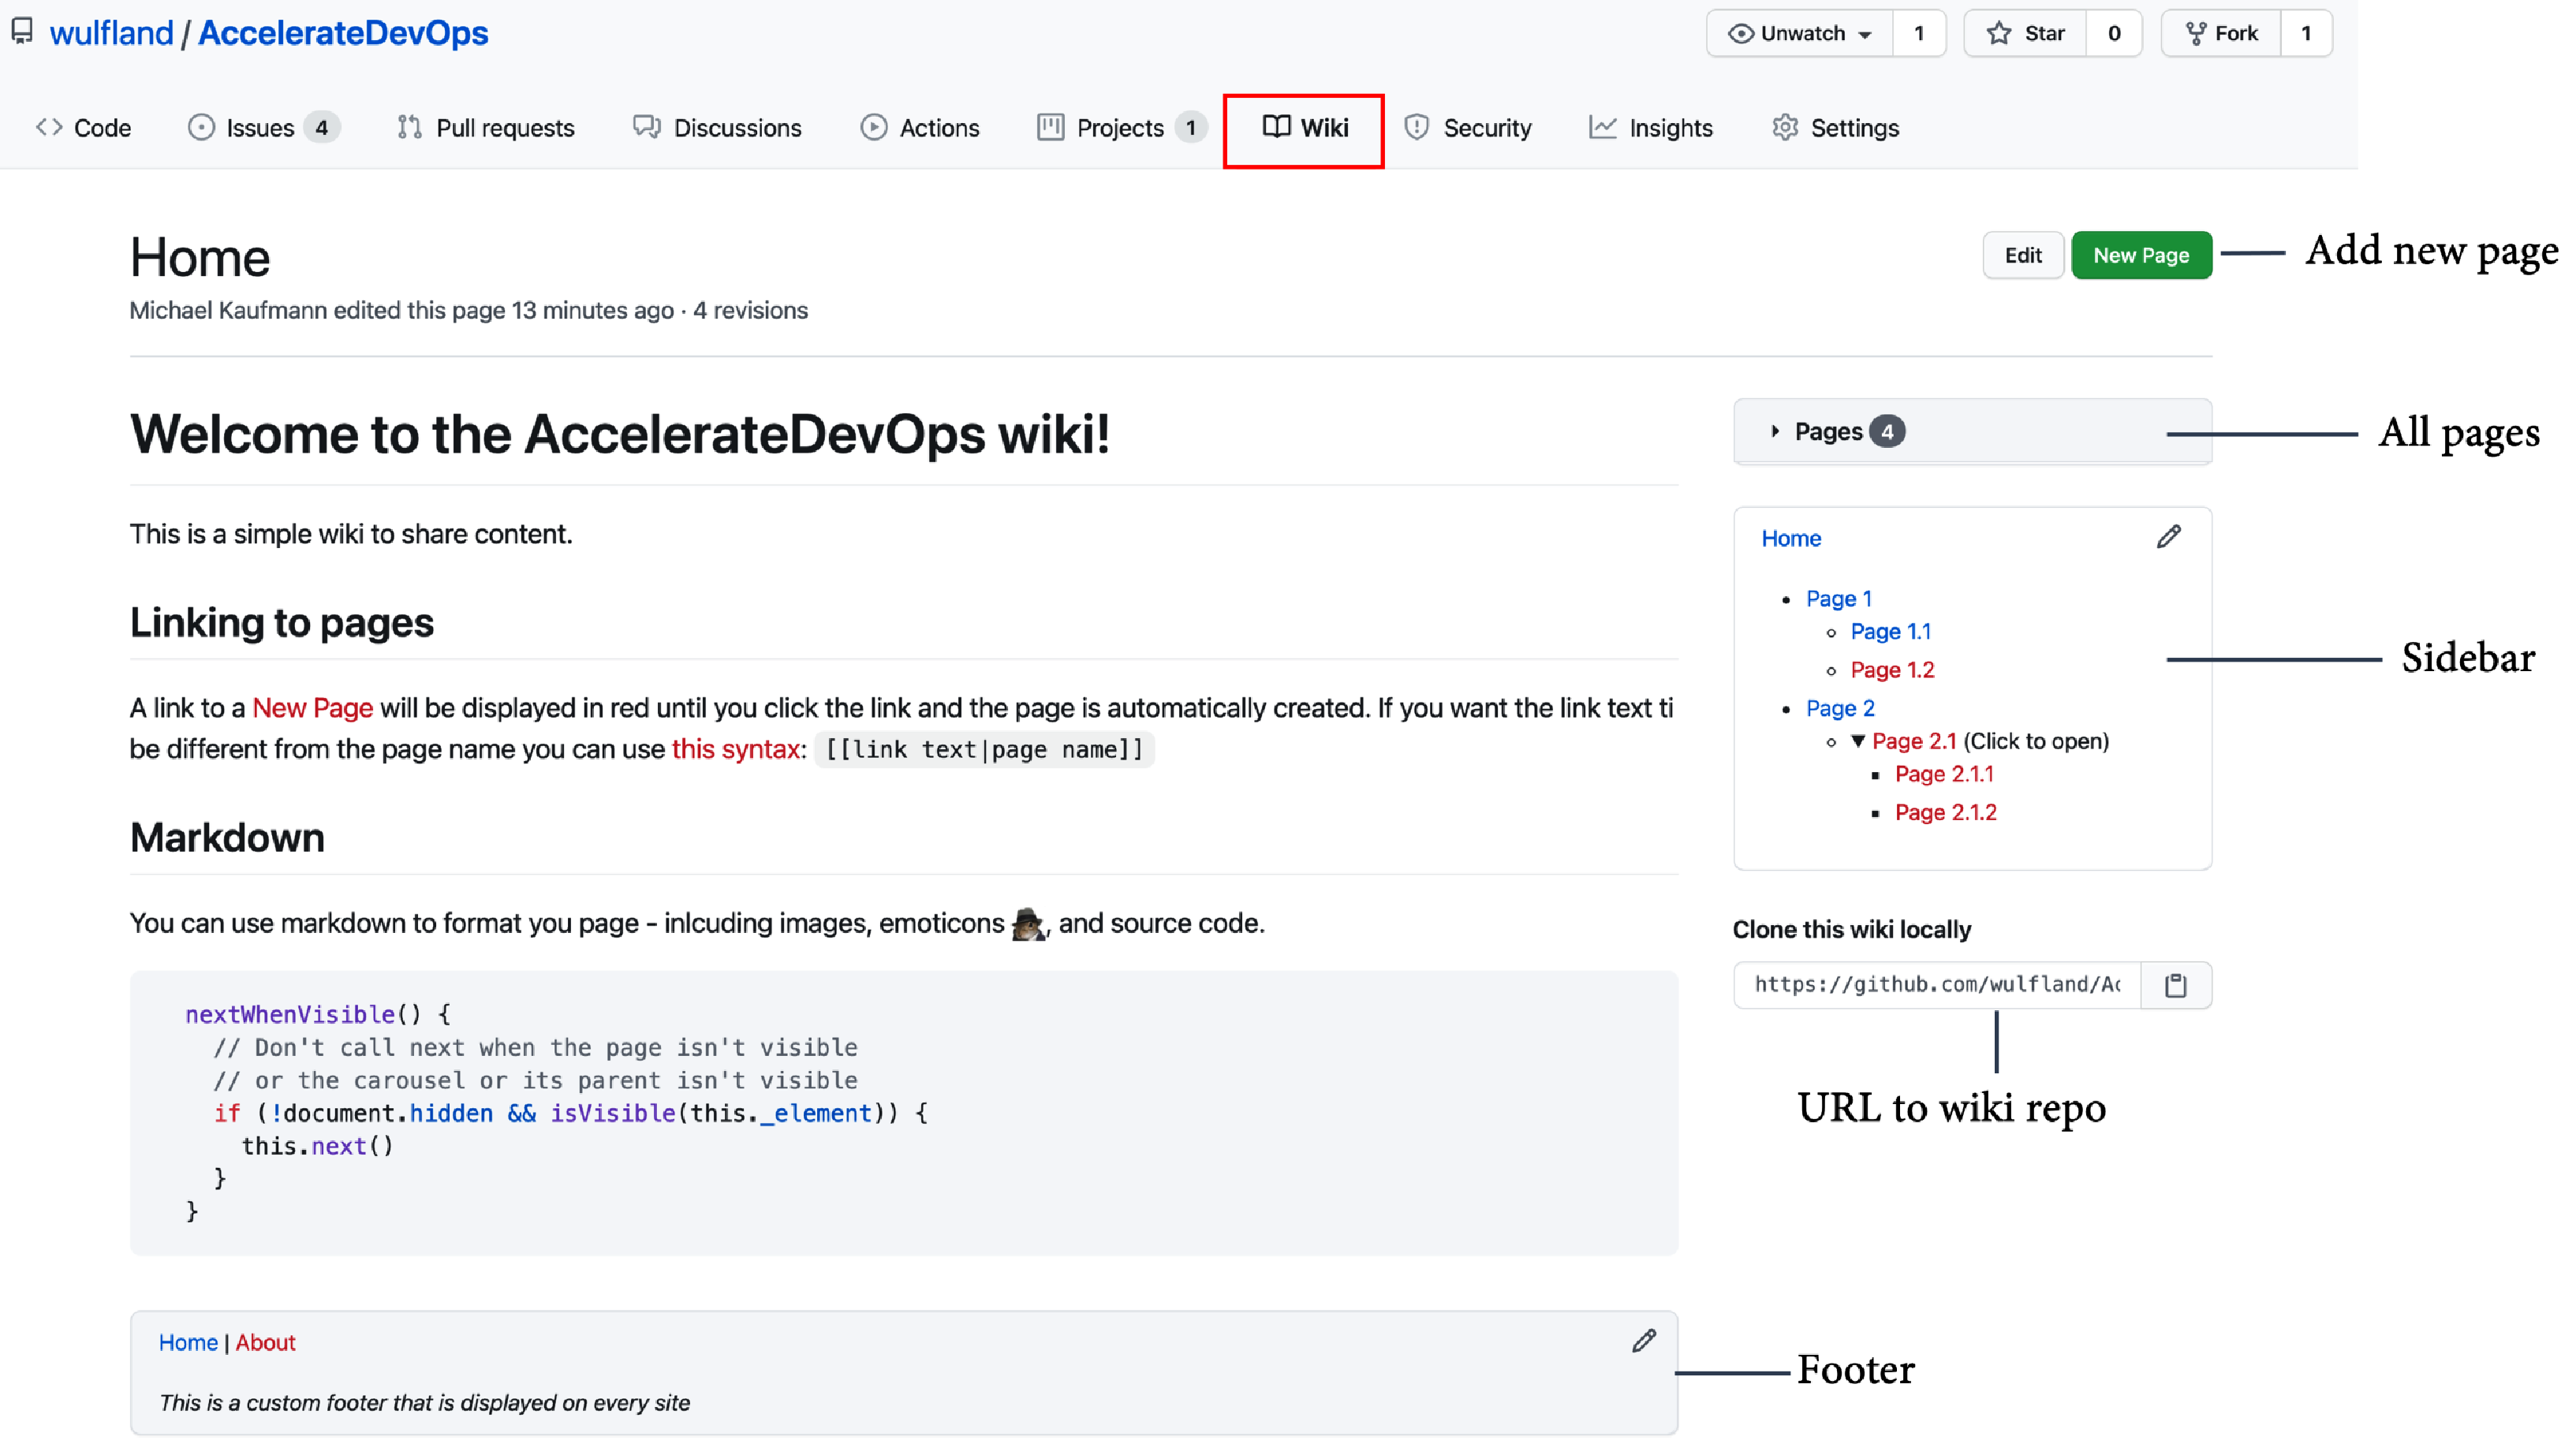 wulfland / AccelerateDevOps
Unwatch 1 Star 0 Fork 1
Code Issues 4 Pull requests Discussions Actions Projects 1 Wiki Security Insights Settings
Home
Edit New Page Add new page
Michael Kaufmann edited this page 13 minutes ago · 4 revisions
Welcome to the AccelerateDevOps wiki!
This is a simple wiki to share content.
Linking to pages
A link to a New Page will be displayed in red until you click the link and the page is automatically created. If you want the link text ti
be different from the page name you can use this syntax: [[link text|page name]]
Markdown
You can use markdown to format you page - inlcuding images, emoticons , and source code.
nextWhenVisible() {
// Don't call next when the page isn't visible
// or the carousel or its parent isn't visible
if (!document.hidden && isVisible(this._element)) {
this.next()
}
}
Home | About
This is a custom footer that is displayed on every site
Footer
Pages 4
All pages
Home
Page 1
Page 1.1
Page 1.2
Page 2
Page 2.1 (Click to open)
Page 2.1.1
Page 2.1.2
Sidebar
Clone this wiki locally
https://github.com/wulfland/Ac
URL to wiki repo